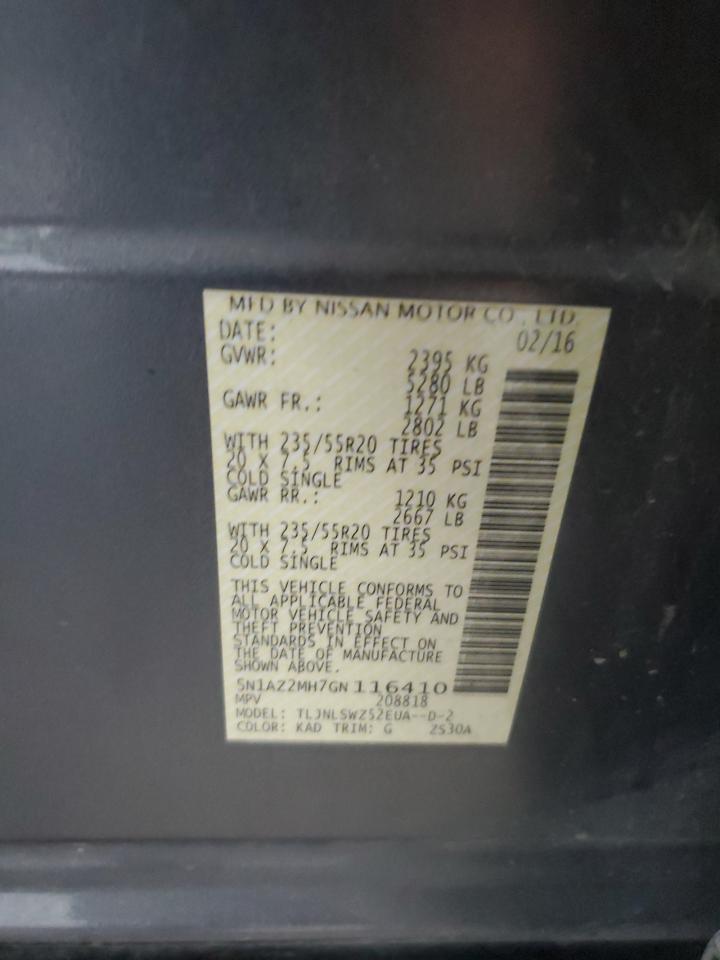 MFD BY NISSAN MOTOR CO., LTD.
DATE: 02/16
GVWR: 2395 KG
5280 LB
GAWR FR.: 1271 KG
2802 LB
WITH 235/55R20 TIRES
20 X 7.5 RIMS AT 35 PSI
COLD SINGLE
GAWR RR.: 1210 KG
2667 LB
WITH 235/55R20 TIRES
20 X 7.5 RIMS AT 35 PSI
COLD SINGLE
THIS VEHICLE CONFORMS TO
ALL APPLICABLE FEDERAL
MOTOR VEHICLE SAFETY AND
THEFT PREVENTION
STANDARDS IN EFFECT ON
THE DATE OF MANUFACTURE
SHOWN ABOVE.
5N1AZ2MH7GN116410
MPV 208818
MODEL: TLJNLSWZ52EUA--D-2
COLOR: KAD TRIM: G 2S30A